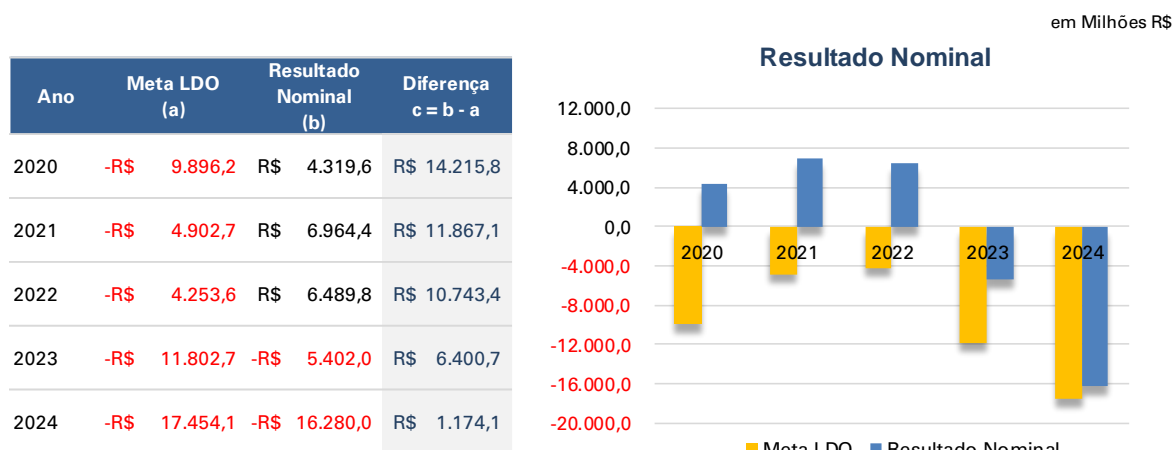 em Milhões R$
Resultado Nominal
Ano Meta LDO (a) Resultado Nominal (b) Diferença c = b - a
2020 -R$ 9.896,2 R$ 4.319,6 R$ 14.215,8
2021 -R$ 4.902,7 R$ 6.964,4 R$ 11.867,1
2022 -R$ 4.253,6 R$ 6.489,8 R$ 10.743,4
2023 -R$ 11.802,7 -R$ 5.402,0 R$ 6.400,7
2024 -R$ 17.454,1 -R$ 16.280,0 R$ 1.174,1
12.000,0
8.000,0
4.000,0
0,0
-4.000,0
-8.000,0
-12.000,0
-16.000,0
-20.000,0
2020 2021 2022 2023 2024
Meta LDO Resultado Nominal